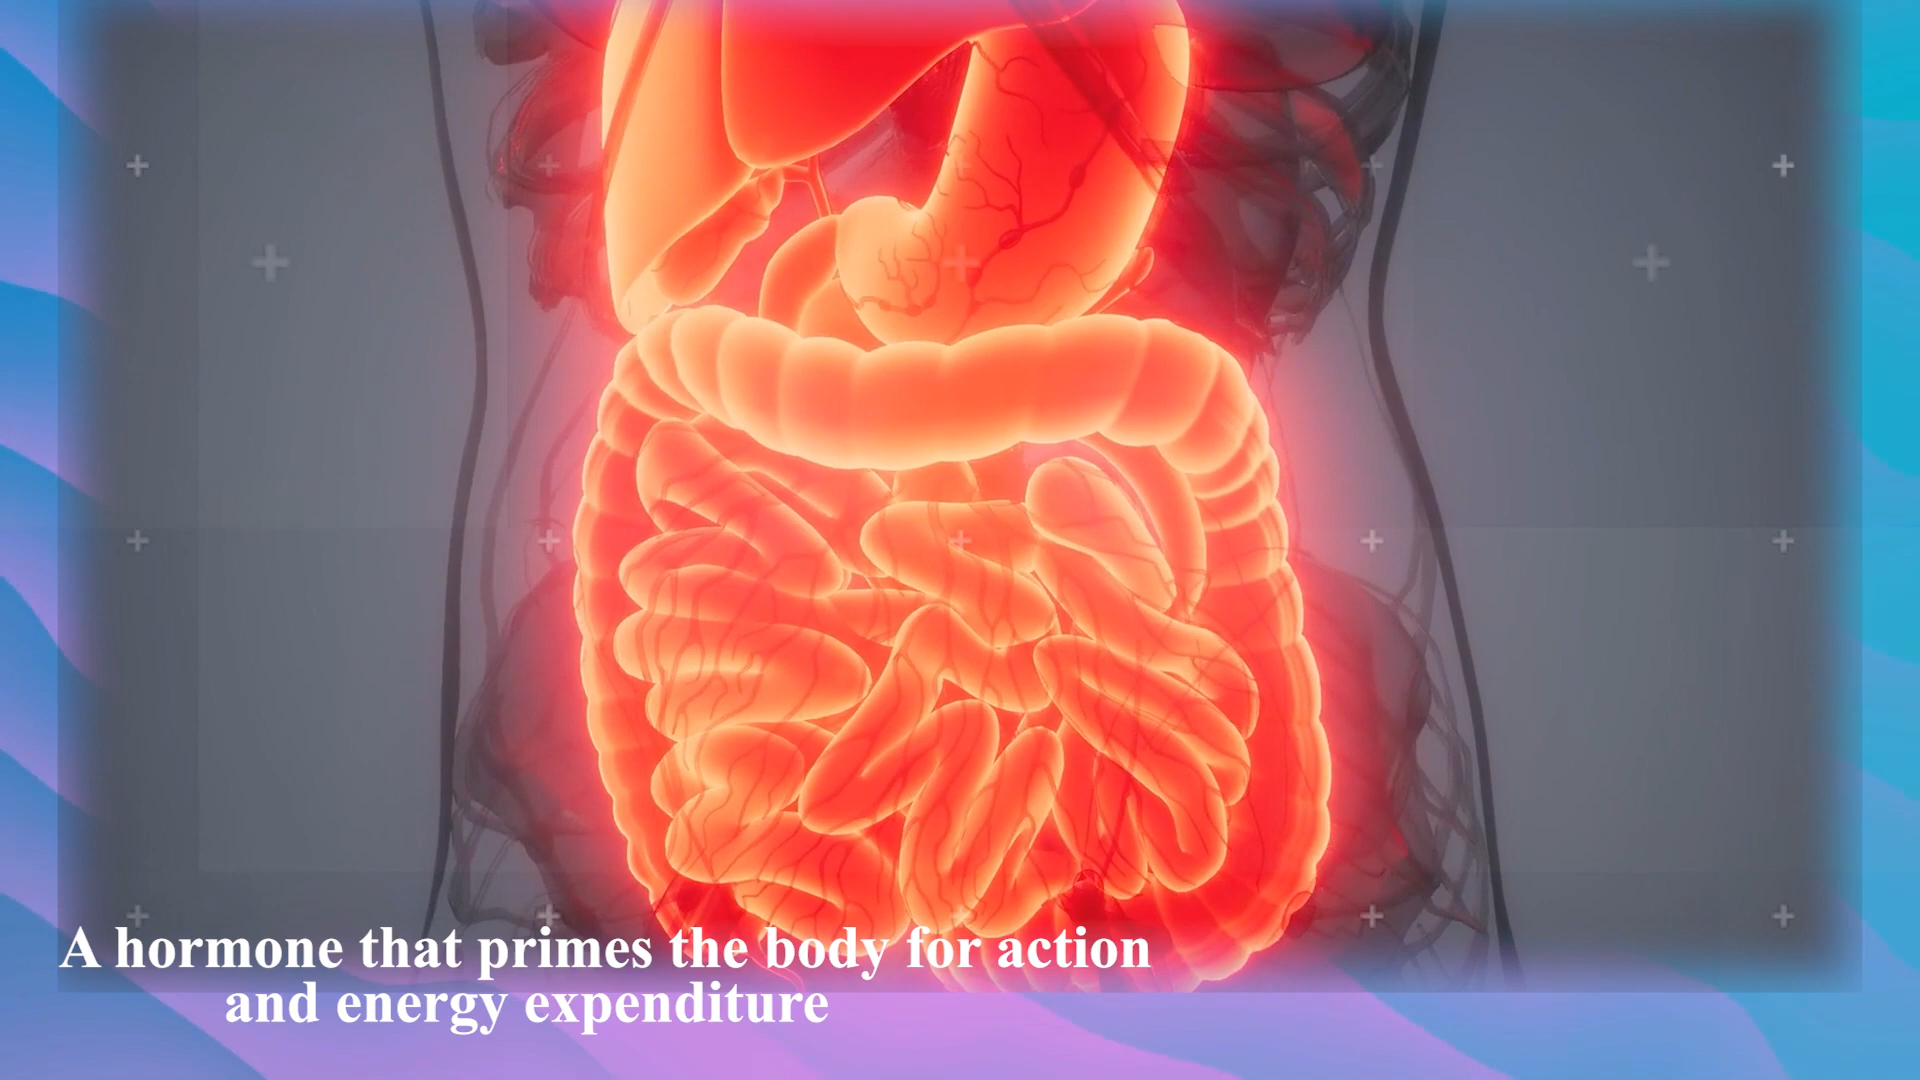 A hormone that primes the body for action
and energy expenditure